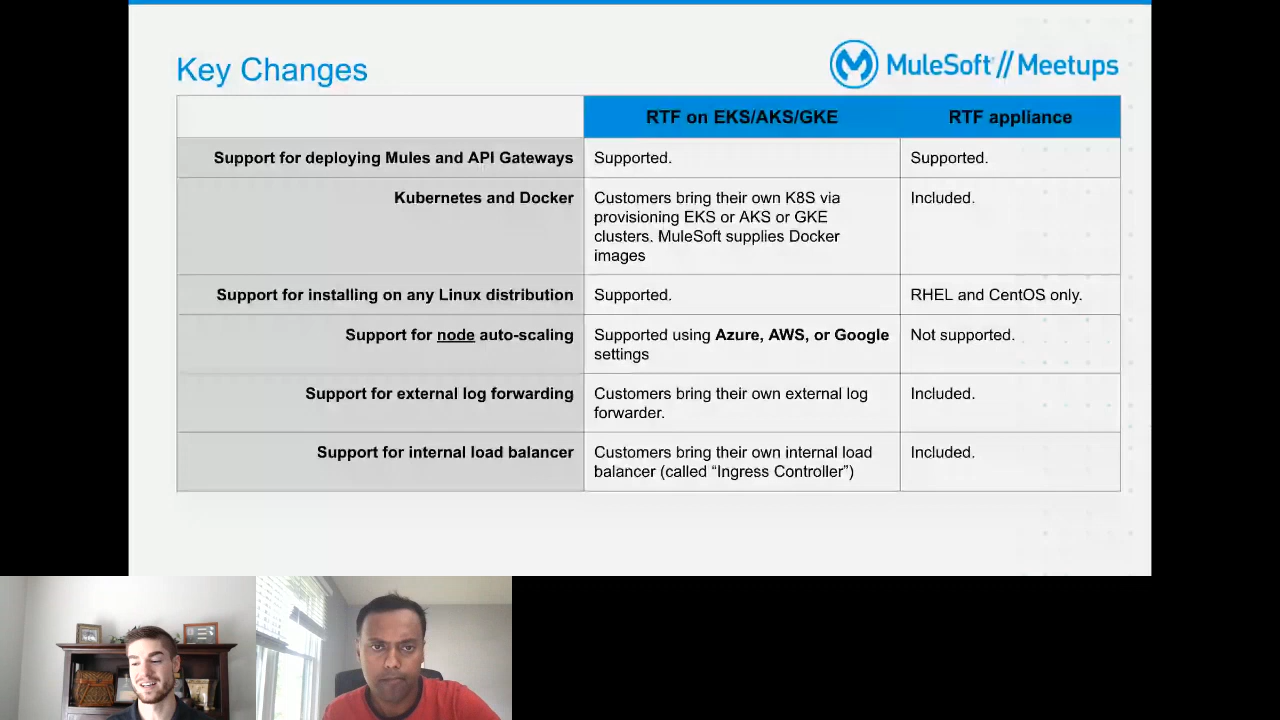 Key Changes
MuleSoft // Meetups
RTF on EKS/AKS/GKE
RTF appliance
Support for deploying Mules and API Gateways
Supported.
Supported.
Kubernetes and Docker
Customers bring their own K8S via
provisioning EKS or AKS or GKE
clusters. MuleSoft supplies Docker
images
Included.
Support for installing on any Linux distribution
Supported.
RHEL and CentOS only.
Support for node auto-scaling
Supported using Azure, AWS, or Google
settings
Not supported.
Support for external log forwarding
Customers bring their own external log
forwarder.
Included.
Support for internal load balancer
Customers bring their own internal load
balancer (called “Ingress Controller”)
Included.